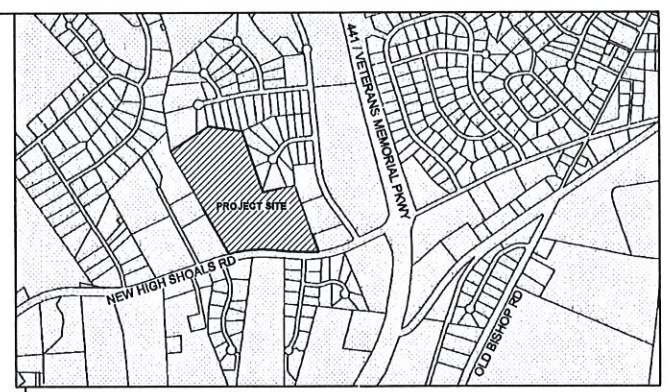 441 / VETERANS MEMORIAL PKWY
PROJECT SITE
NEW HIGH SHOALS RD
OLD BISHOP RD